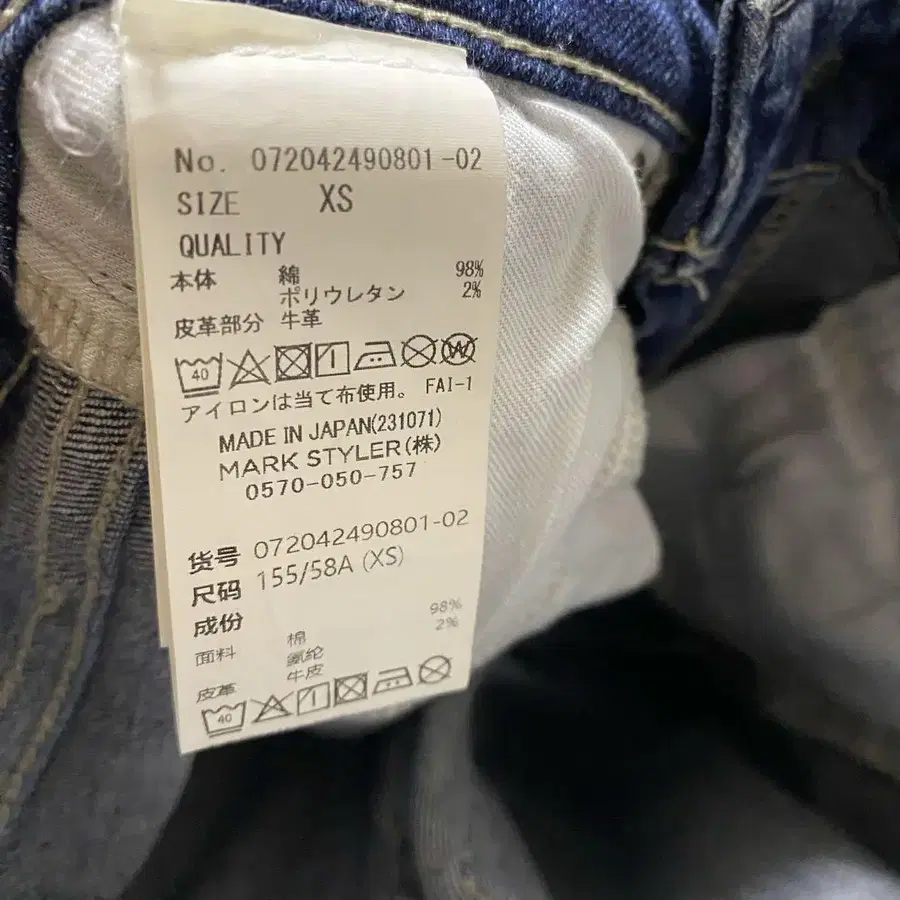 No. 072042490801-02
SIZE XS
QUALITY
本体 綿 98%
ポリウレタン 2%
皮革部分 牛革
40 W
アイロンは当て布使用。 FAI-1
MADE IN JAPAN(231071)
MARK STYLER(株)
0570-050-757
货号 072042490801-02
尺码 155/58A (XS)
成份
面料 棉 98%
氨纶 2%
皮革 牛皮
40